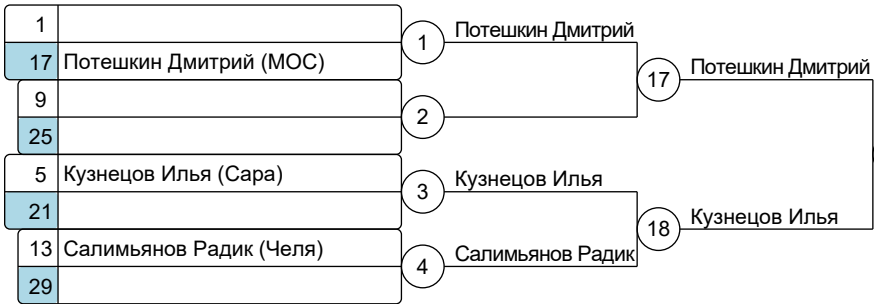 1
17 Потешкин Дмитрий (МОС)
9
25
5 Кузнецов Илья (Сара)
21
13 Салимьянов Радик (Челя)
29
1 Потешкин Дмитрий
2
3 Кузнецов Илья
4 Салимьянов Радик
17 Потешкин Дмитрий
18 Кузнецов Илья